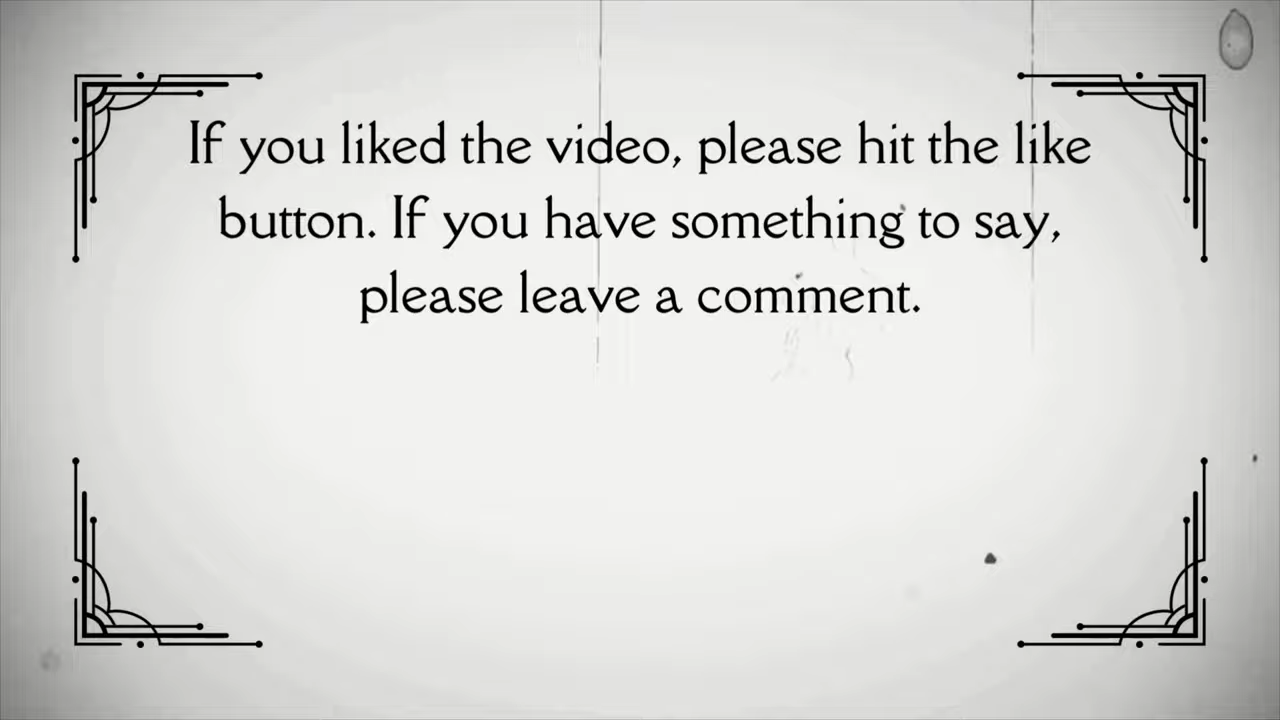 If you liked the video, please hit the like
button. If you have something to say,
please leave a comment.